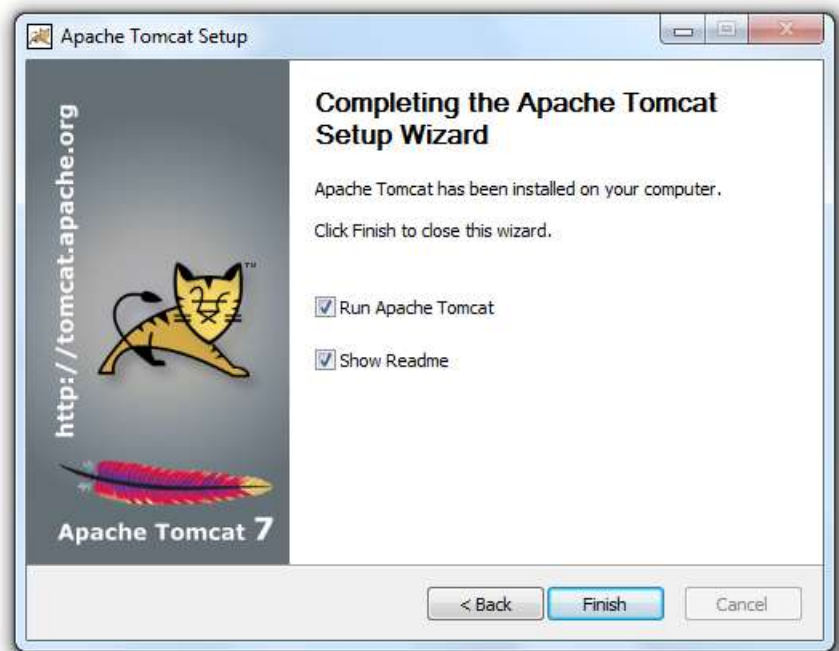 Apache Tomcat Setup
http://tomcat.apache.org
TM
Apache Tomcat 7
Completing the Apache Tomcat
Setup Wizard
Apache Tomcat has been installed on your computer.
Click Finish to close this wizard.
Run Apache Tomcat
Show Readme
< Back
Finish
Cancel